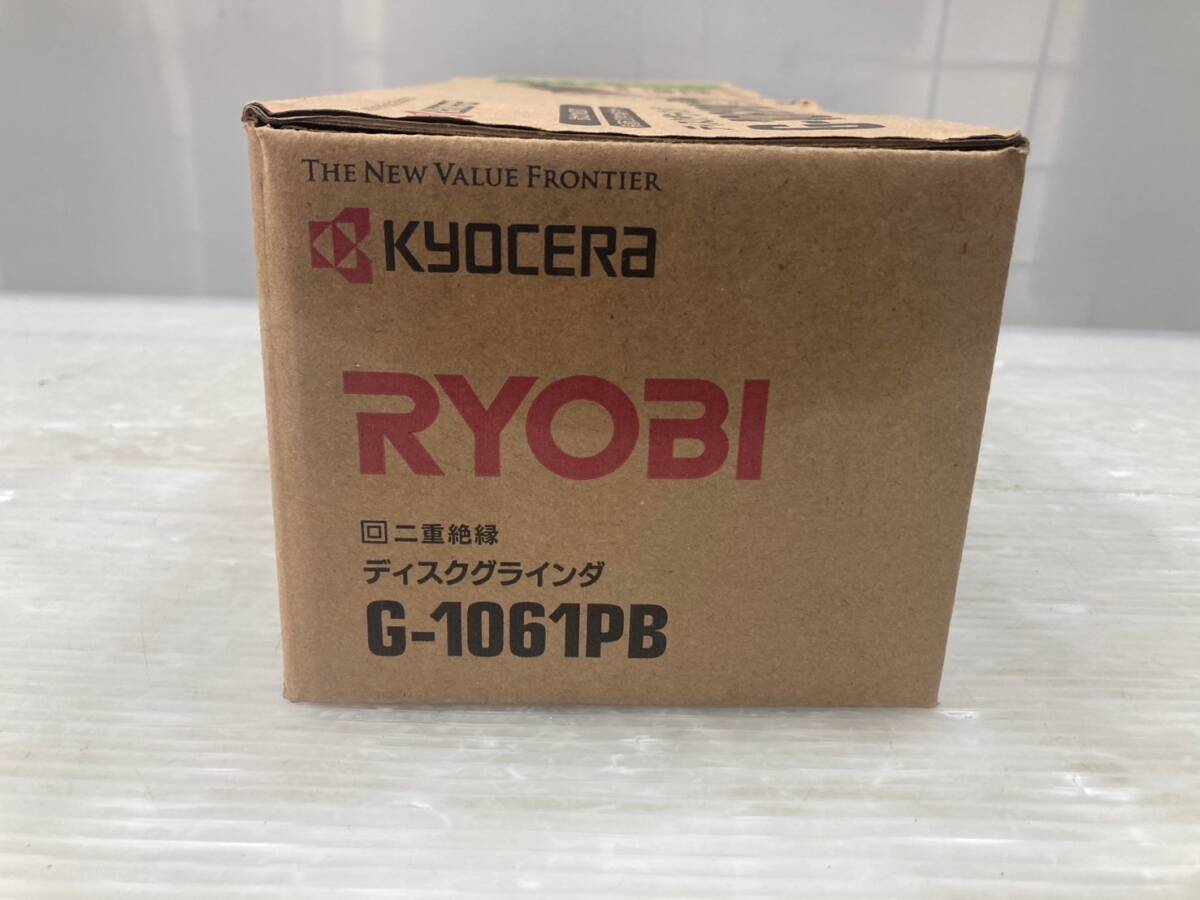 THE NEW VALUE FRONTIER
KYOCERA
RYOBI
回二重絶縁
ディスクグラインダ
G-1061PB